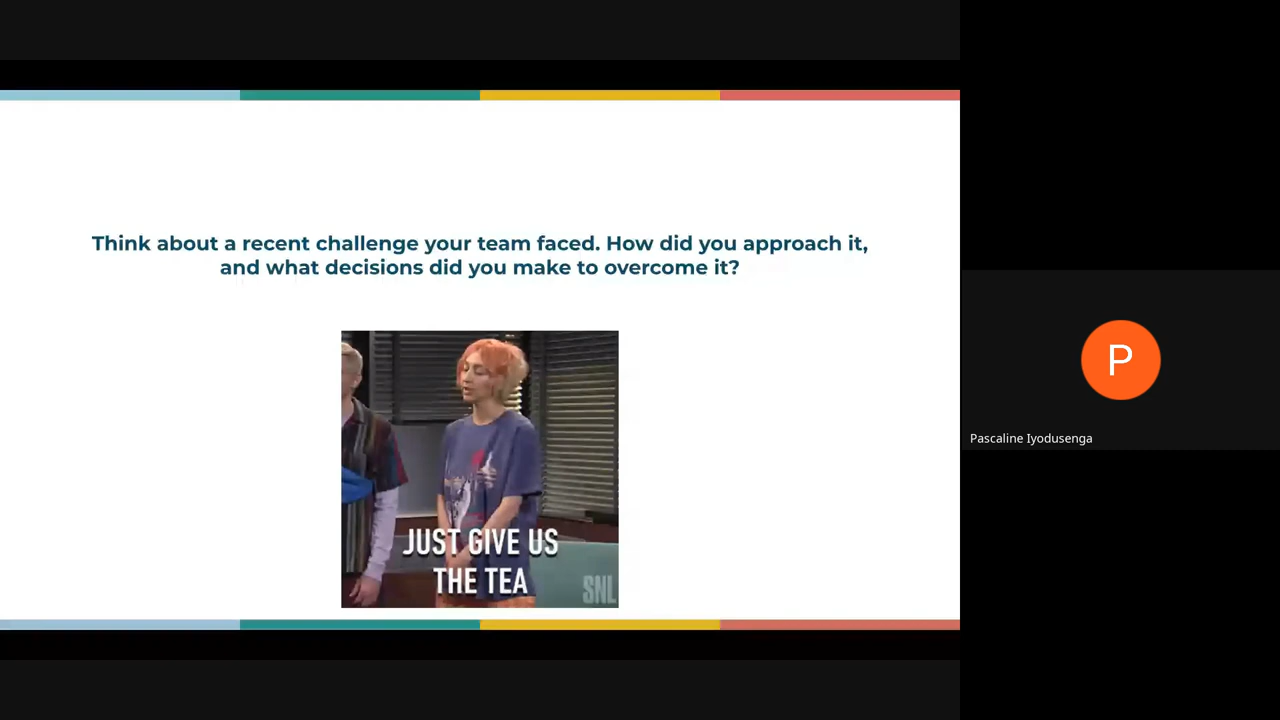 Think about a recent challenge your team faced. How did you approach it,
and what decisions did you make to overcome it?
JUST GIVE US
THE TEA
SNL
P
Pascaline Iyodusenga